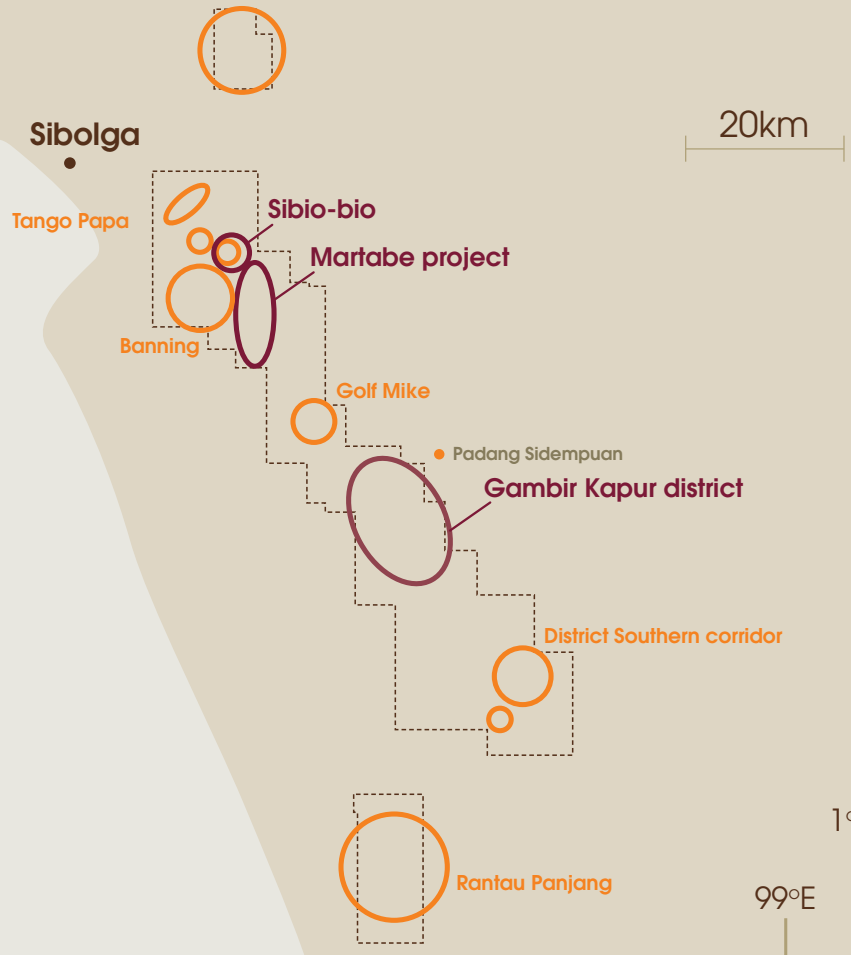 Sibolga
20km
Tango Papa
Sibio-bio
Martabe project
Banning
Golf Mike
Padang Sidempuan
Gambir Kapur district
District Southern corridor
Rantau Panjang
1°
99°E